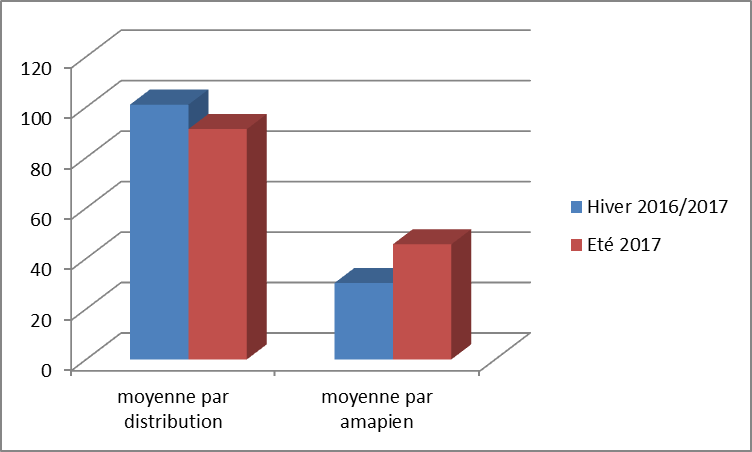 120
100
80
60
40
20
0
moyenne par
distribution
moyenne par
amapien
Hiver 2016/2017
Eté 2017